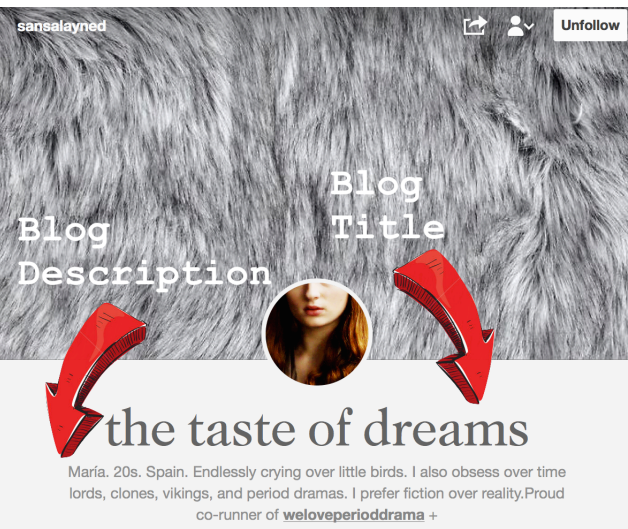 sansalayned
Unfollow
Blog
Title
Blog
Description
the taste of dreams
María. 20s. Spain. Endlessly crying over little birds. I also obsess over time
lords, clones, vikings, and period dramas. I prefer fiction over reality.Proud
co-runner of weloveperioddrama +